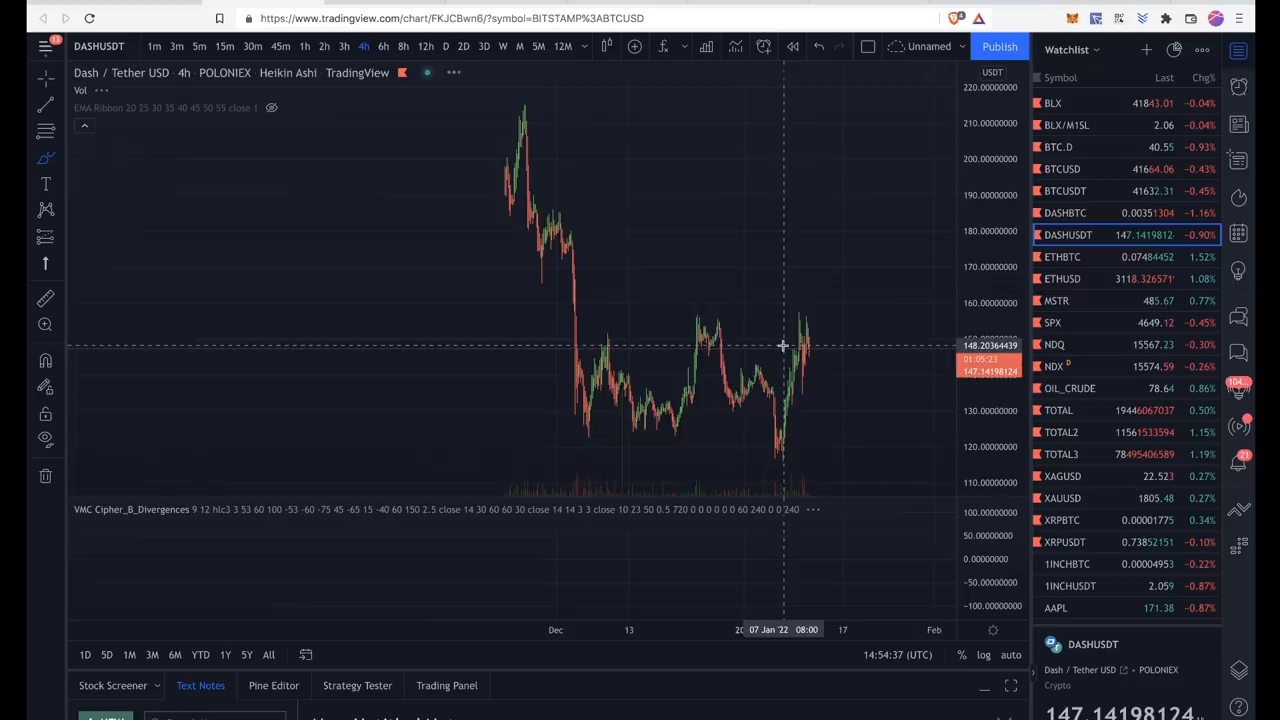 https://www.tradingview.com/chart/FKJCBwn6/?symbol=BITSTAMP%3ABTCUSD
13 DASHUSDT 1m 3m 5m 15m 30m 45m 1h 2h 3h 4h 6h 8h 12h D 2D 3D W M 5M 12M Unnamed Publish
Dash / Tether USD · 4h · POLONIEX Heikin Ashi · TradingView
Vol
EMA Ribbon 20 25 30 35 40 45 50 55 close 1
USDT
220.00000000
210.00000000
200.00000000
190.00000000
180.00000000
170.00000000
160.00000000
148.20364439
01:05:23
147.14198124
130.00000000
120.00000000
110.00000000
VMC Cipher_B_Divergences 9 12 hlc3 3 53 60 100 -53 -60 -75 45 -65 15 -40 60 150 2.5 close 14 30 60 60 30 close 14 14 3 3 close 10 23 50 0.5 720 0 0 0 0 0 60 240 0 0 240
100.00000000
50.00000000
0.00000000
-50.00000000
-100.00000000
Dec 13 07 Jan '22 08:00 17 Feb
1D 5D 1M 3M 6M YTD 1Y 5Y All 14:54:37 (UTC) % log auto
Stock Screener Text Notes Pine Editor Strategy Tester Trading Panel
Watchlist
Symbol Last Chg%
BLX 41843.01 -0.04%
BLX/M1SL 2.06 -0.04%
BTC.D 40.55 -0.93%
BTCUSD 41664.06 -0.43%
BTCUSDT 41632.31 -0.45%
DASHBTC 0.00351304 -1.16%
DASHUSDT 147.1419812 -0.90%
ETHBTC 0.07484452 1.52%
ETHUSD 3118.326571 1.08%
MSTR 485.67 0.77%
SPX 4649.12 -0.45%
NDQ 15567.23 -0.30%
NDX D 15574.59 -0.26%
OIL_CRUDE 78.64 0.86%
TOTAL 19446067037 0.50%
TOTAL2 11561533594 1.15%
TOTAL3 78495406589 1.19%
XAGUSD 22.523 0.27%
XAUUSD 1805.48 0.27%
XRPBTC 0.00001775 0.34%
XRPUSDT 0.73852151 -0.10%
1INCHBTC 0.00004953 -0.22%
1INCHUSDT 2.059 -0.87%
AAPL 171.38 -0.87%
DASHUSDT
Dash / Tether USD · POLONIEX
Crypto
147.14198124
104
21